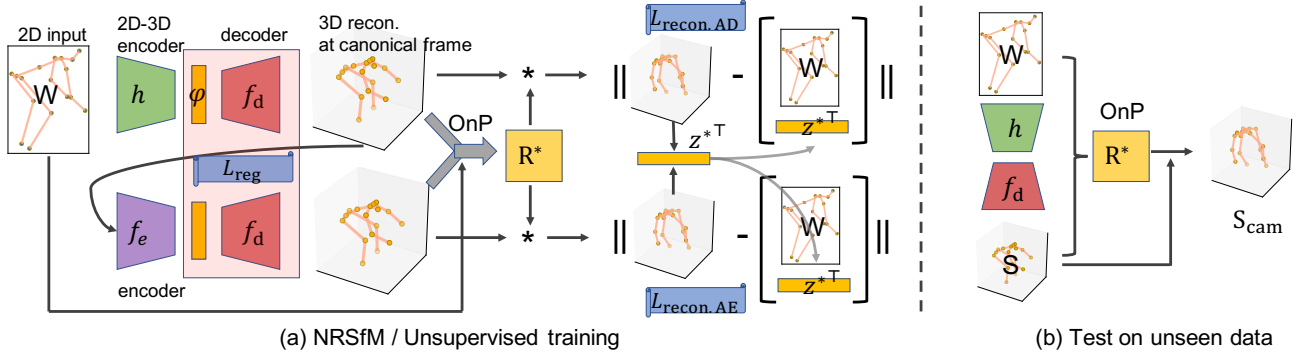 2D input
W
2D-3D
encoder
h
φ
decoder
f_d
3D recon.
at canonical frame
*
OnP
R*
L_recon. AD
||
-
W
z*⊤
||
z*⊤
L_reg
f_e
encoder
f_d
*
||
-
W
z*⊤
||
L_recon. AE
(a) NRSfM / Unsupervised training
W
h
f_d
S
OnP
R*
S_cam
(b) Test on unseen data